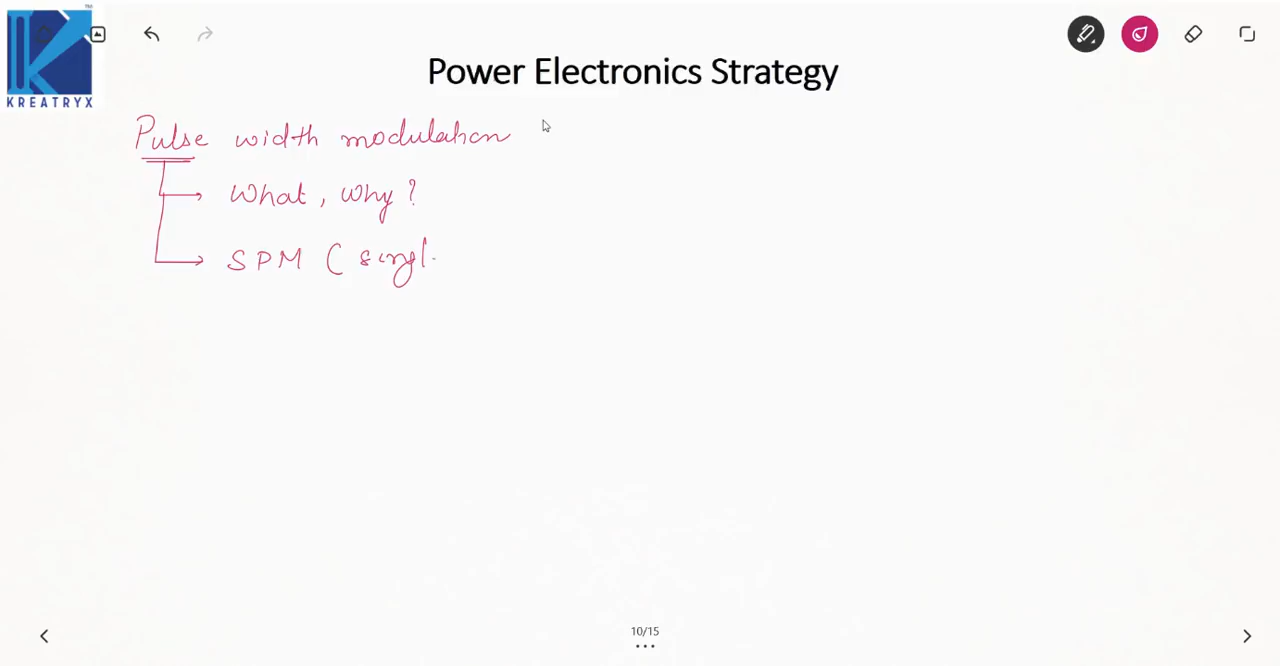 KREATRYX
Power Electronics Strategy
Pulse width modulation
What, why ?
SPM ( singl
10/15